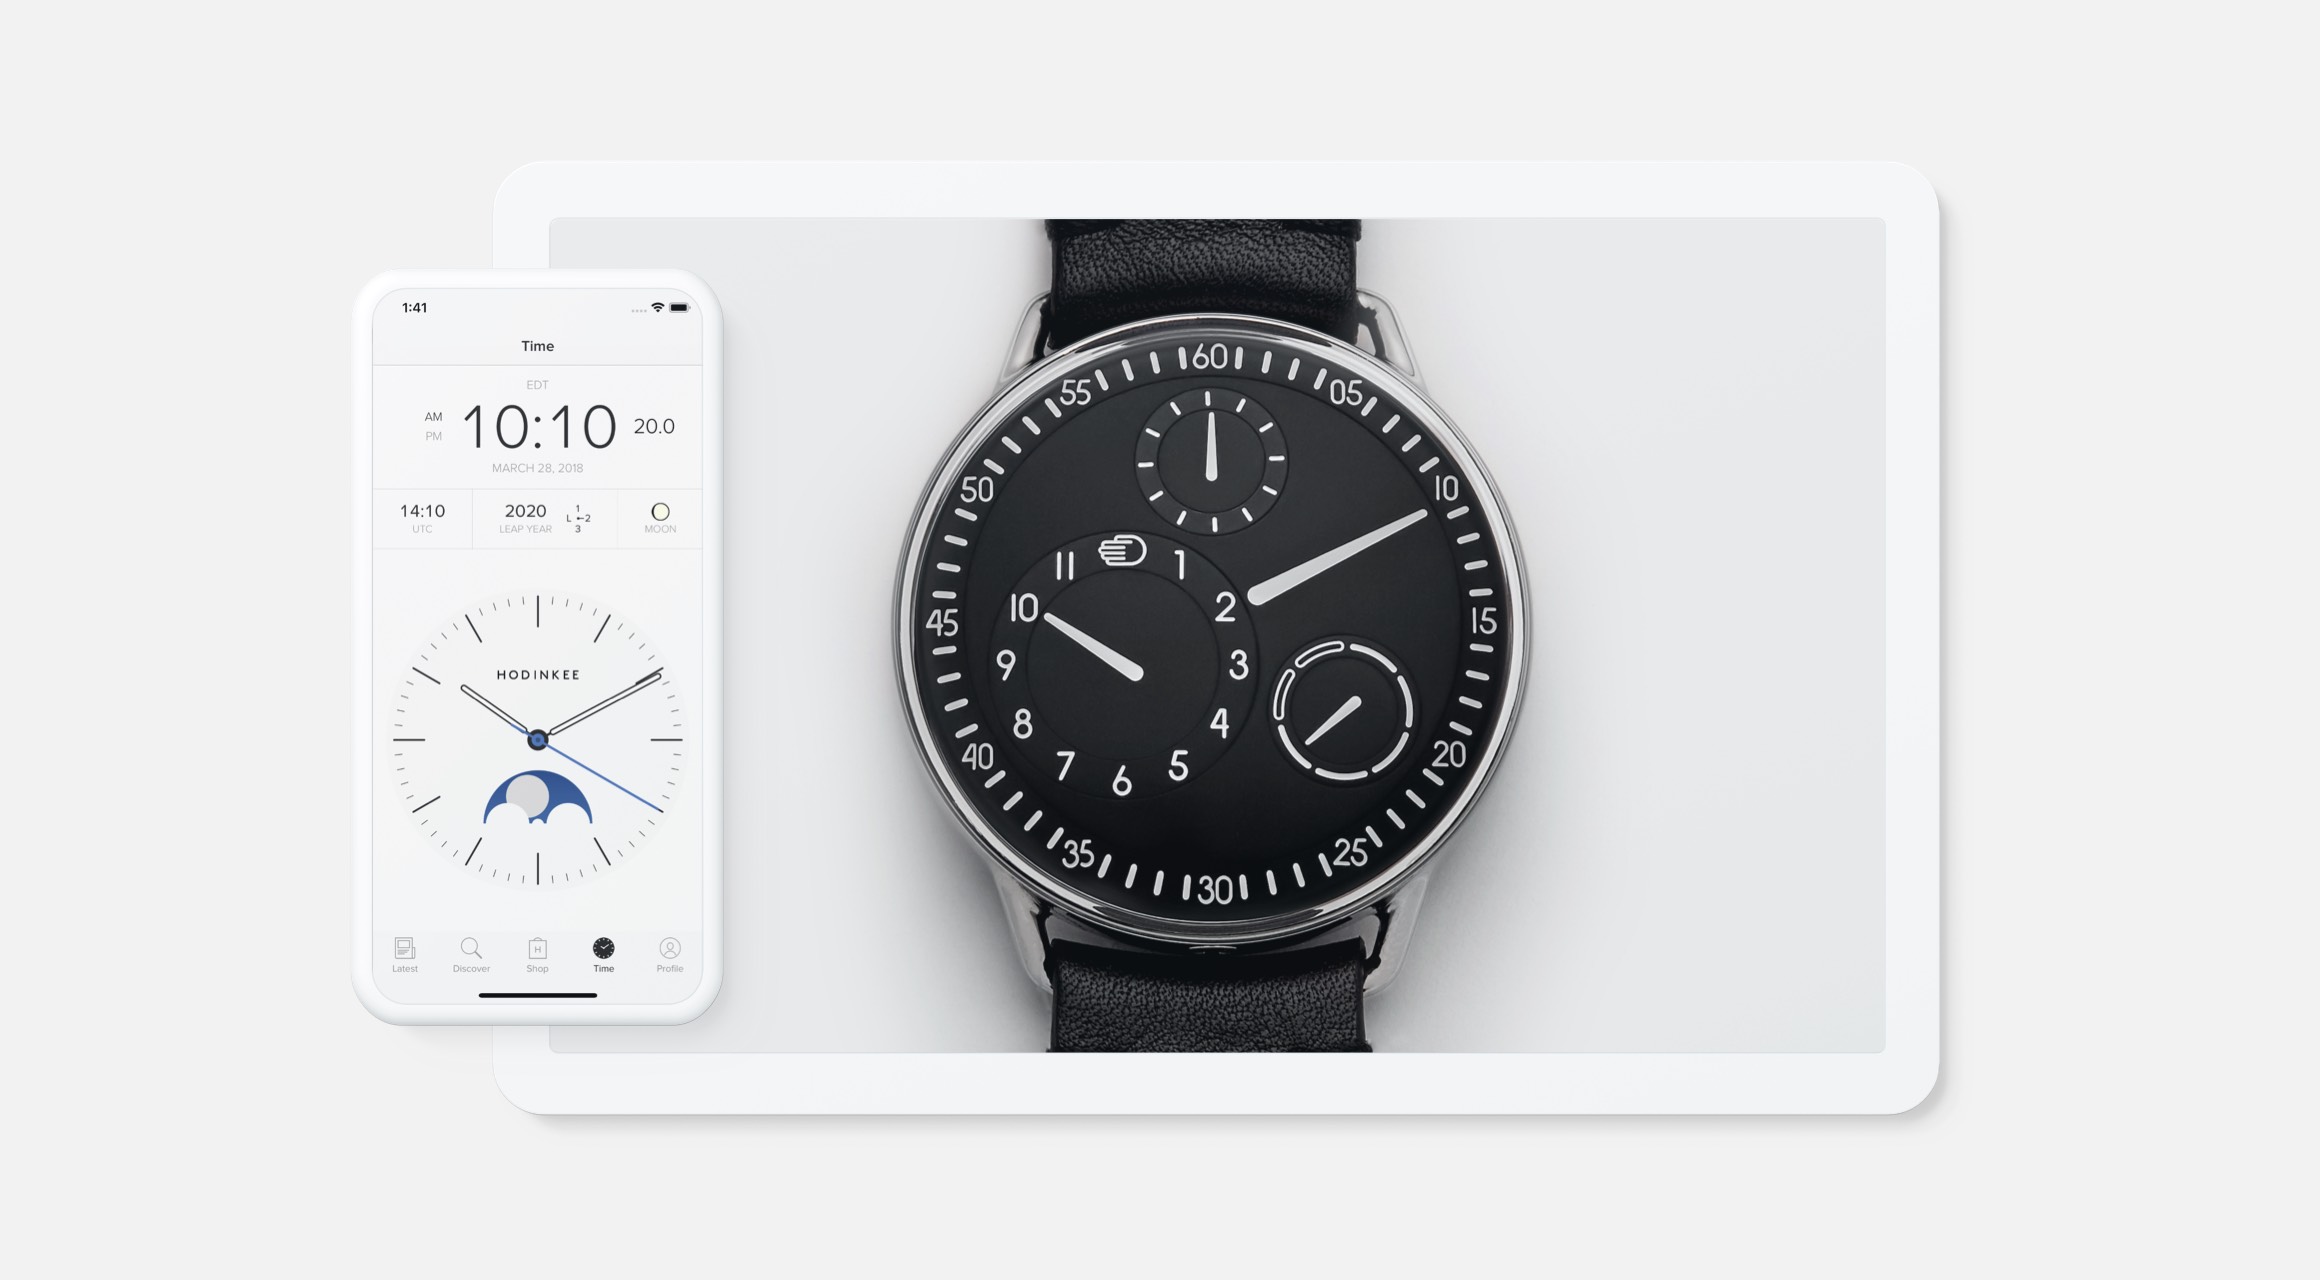 1:41
Time
EDT
AM
PM
10:10
20.0
MARCH 28, 2018
14:10
UTC
2020
LEAP YEAR
1
L ←2
3
MOON
HODINKEE
Latest
Discover
H
Shop
Time
Profile
60
05
10
15
20
25
30
35
40
45
50
55
1
2
3
4
5
6
7
8
9
10
11